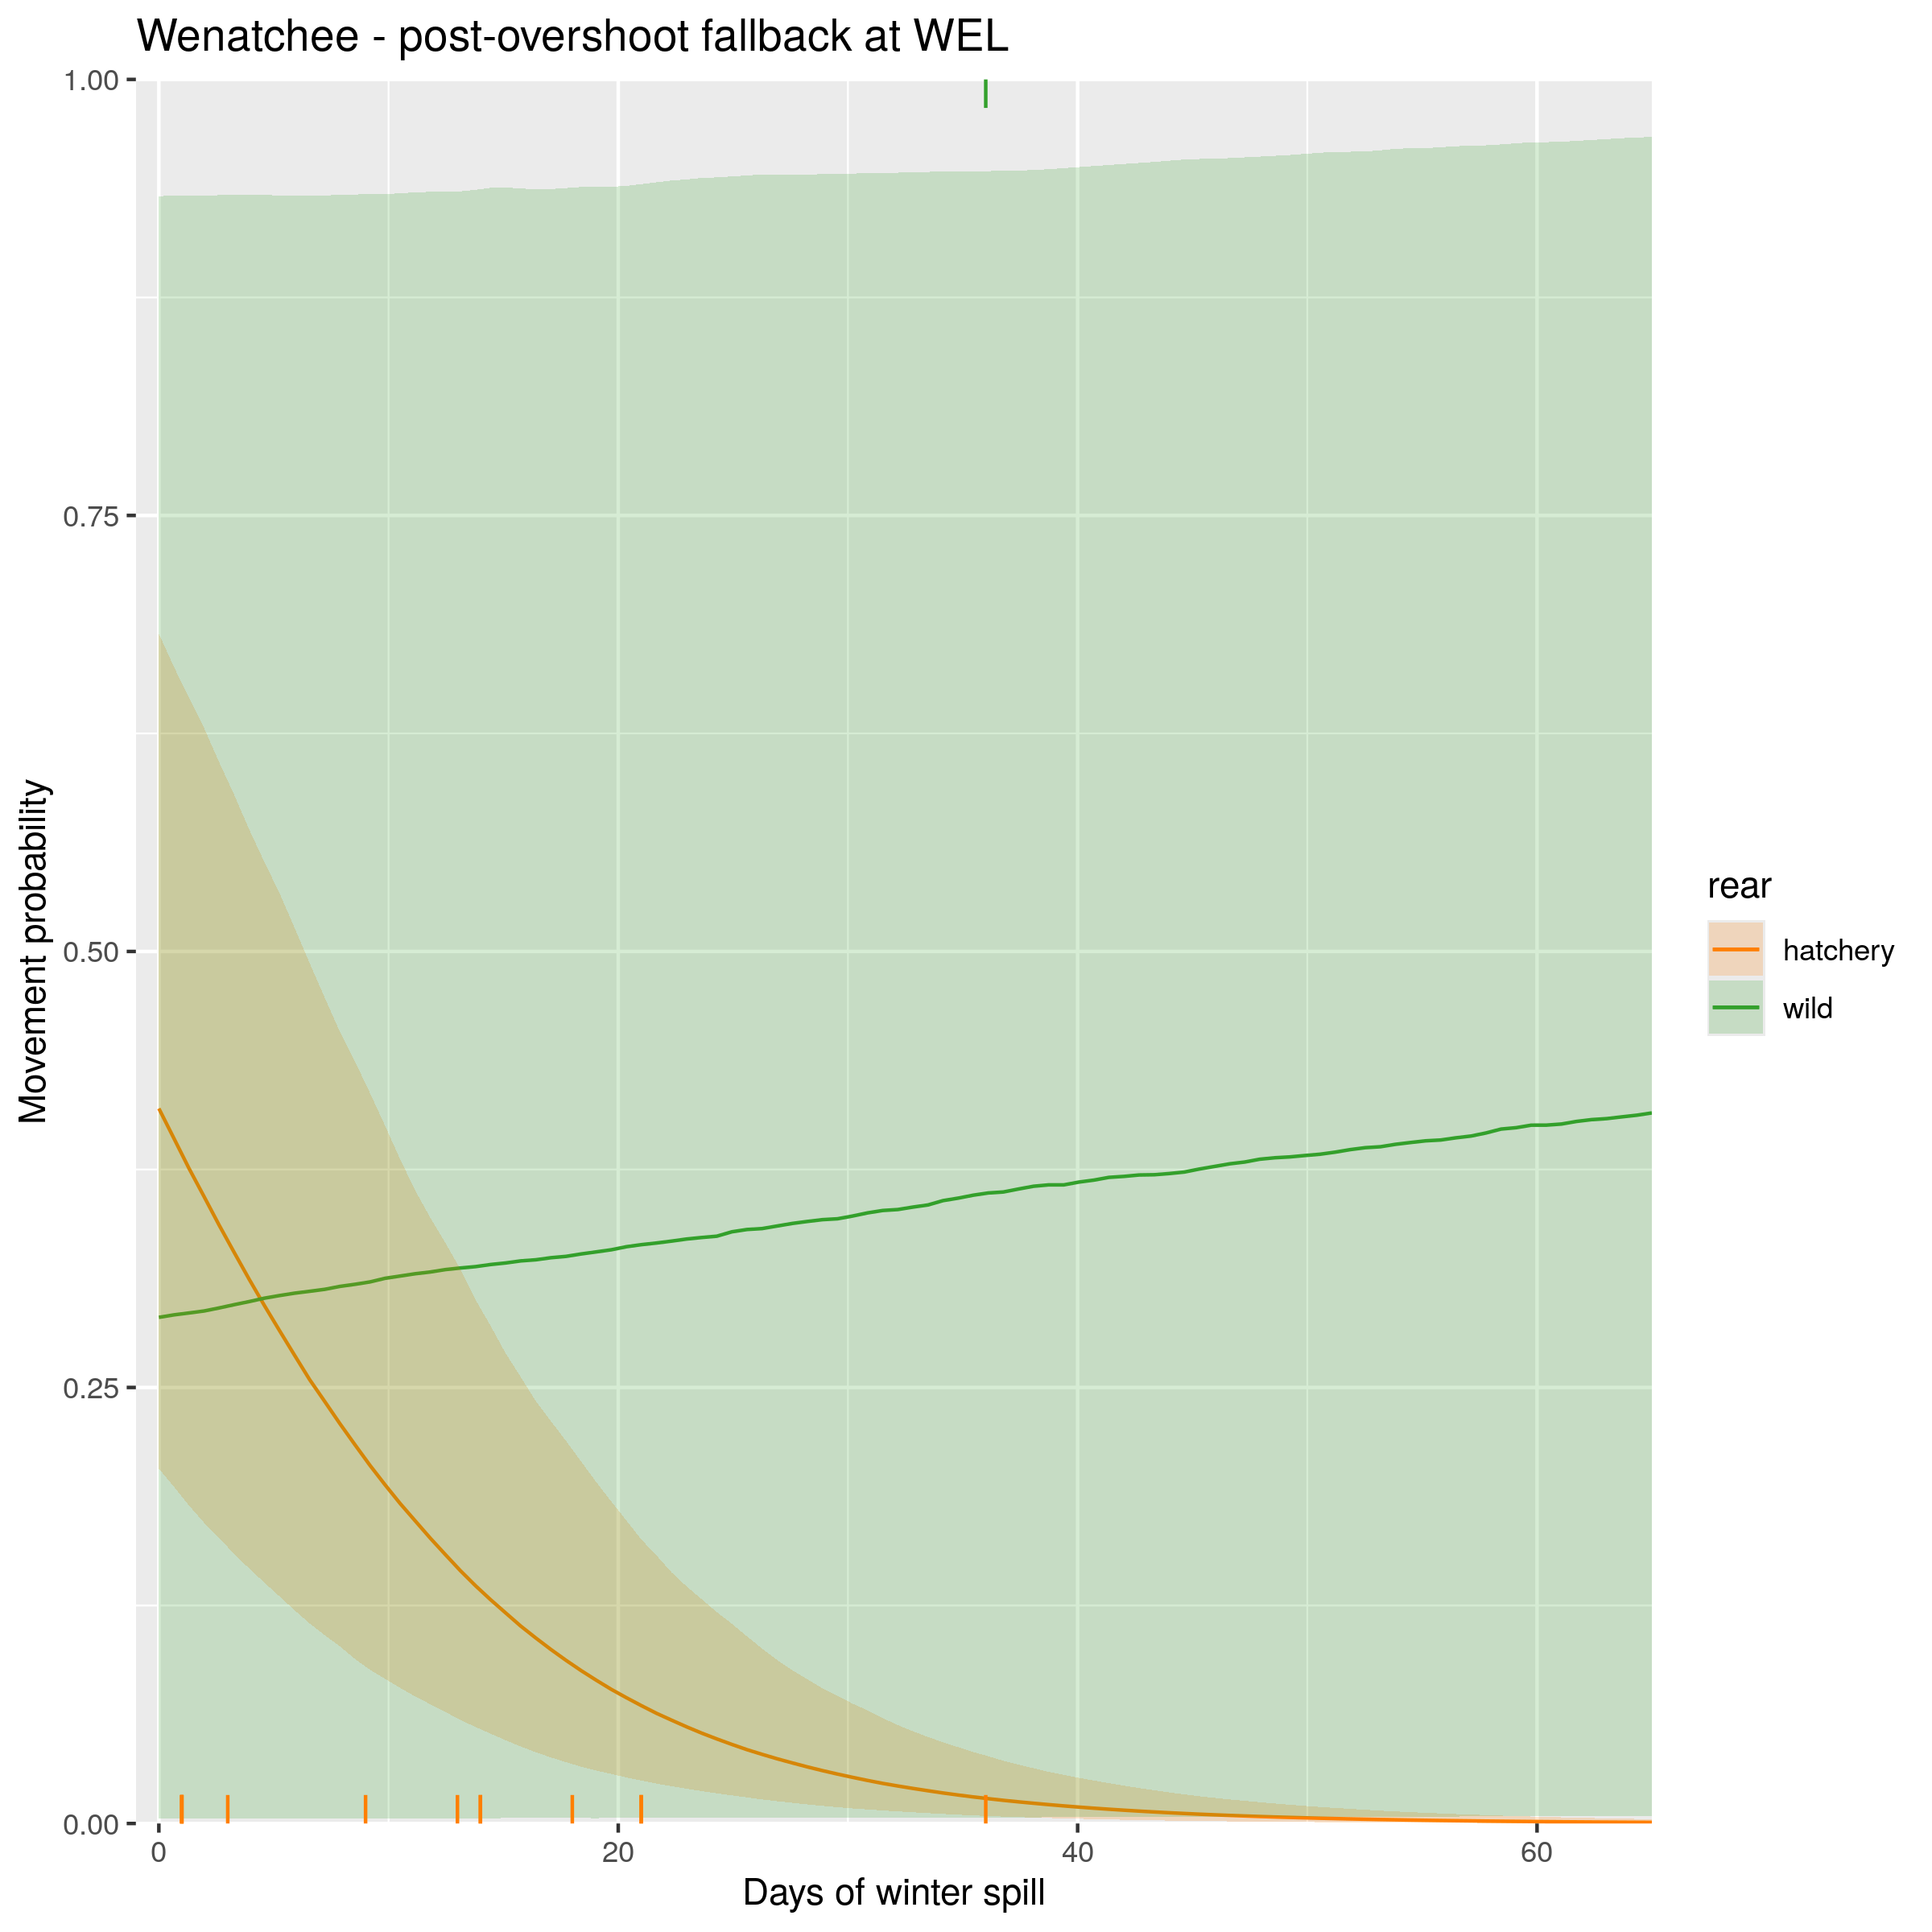 Wenatchee - post-overshoot fallback at WEL
1.00
0.75
0.50
0.25
0.00
Movement probability
0
20
40
60
Days of winter spill
rear
hatchery
wild